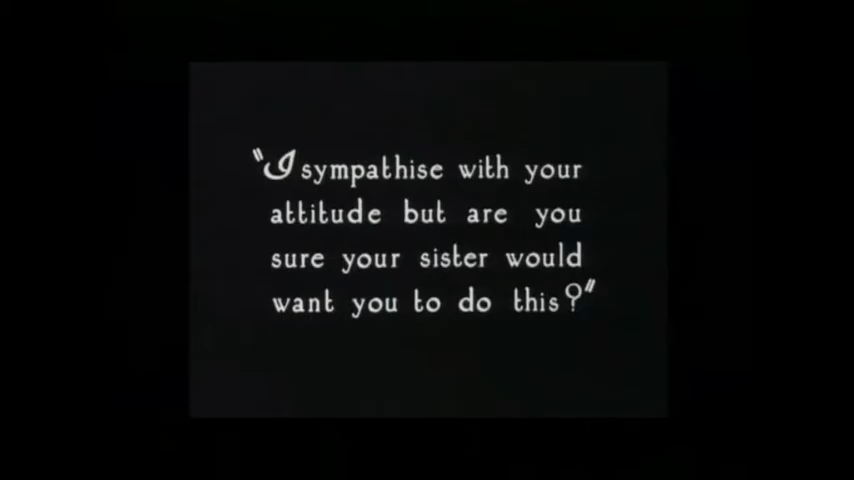 "I sympathise with your
attitude but are you
sure your sister would
want you to do this?"